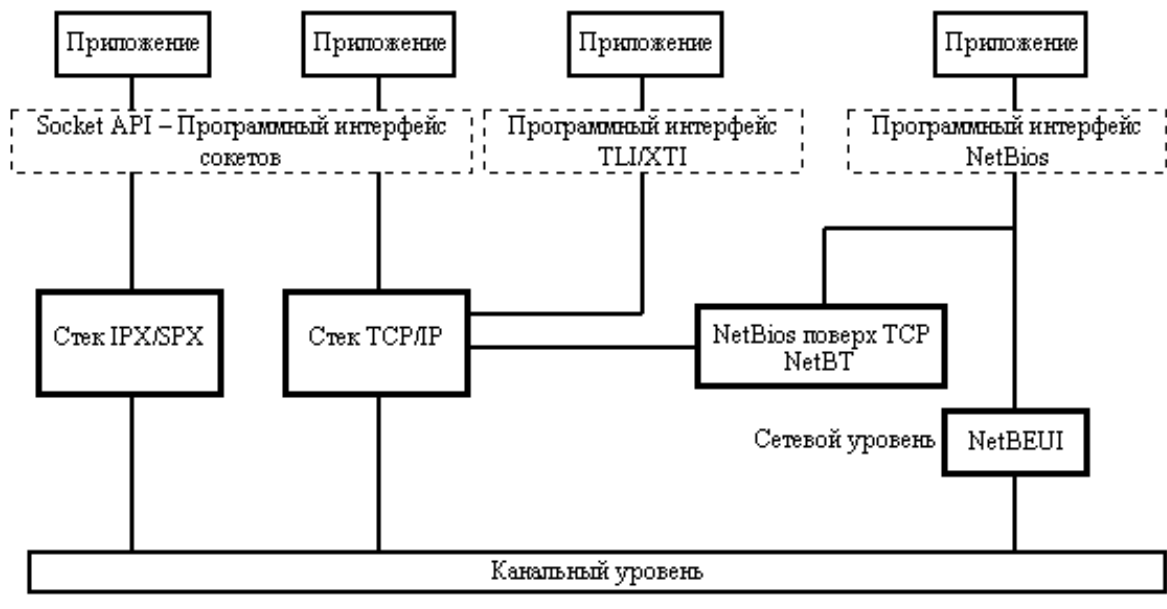 Приложение
Приложение
Приложение
Приложение
Socket API – Программный интерфейс
сокетов
Программный интерфейс
TLI/XTI
Программный интерфейс
NetBios
Стек IPX/SPX
Стек TCP/IP
NetBios поверх TCP
NetBT
Сетевой уровень
NetBEUI
Канальный уровень